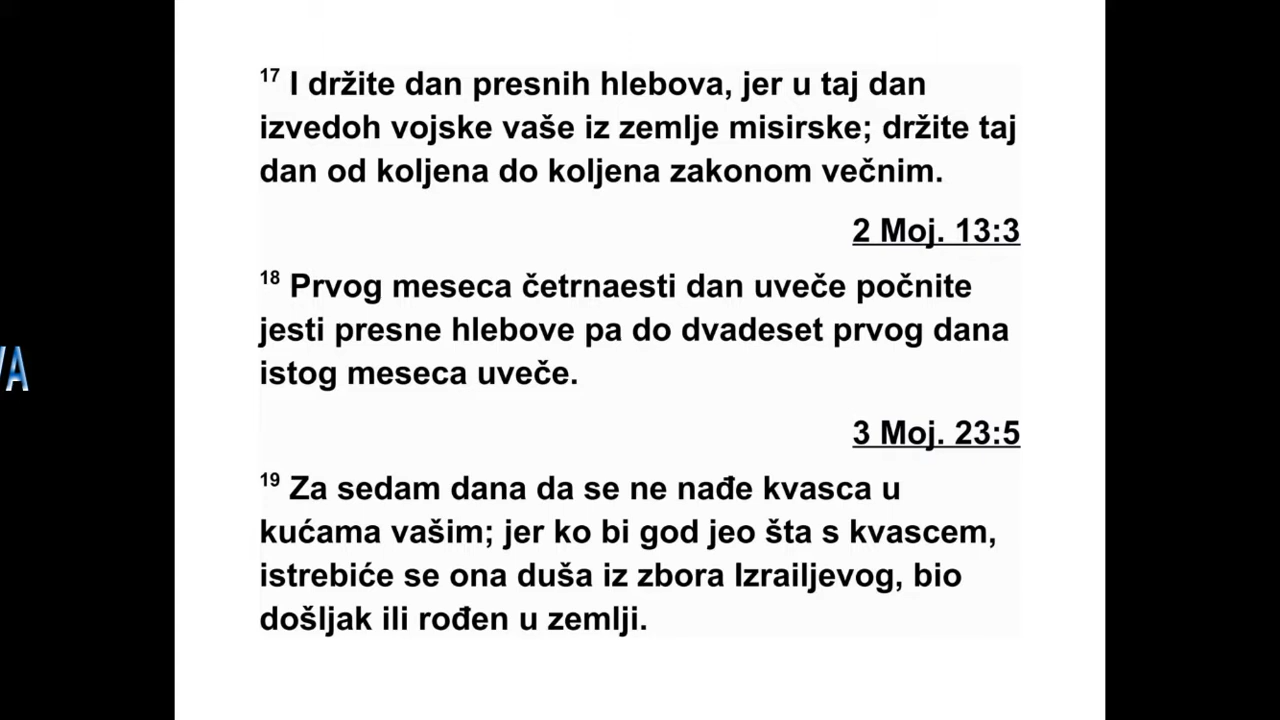 17 I držite dan presnih hlebova, jer u taj dan
izvedoh vojske vaše iz zemlje misirske; držite taj
dan od koljena do koljena zakonom večnim.
2 Moj. 13:3
18 Prvog meseca četrnaesti dan uveče počnite
jesti presne hlebove pa do dvadeset prvog dana
istog meseca uveče.
3 Moj. 23:5
19 Za sedam dana da se ne nađe kvasca u
kućama vašim; jer ko bi god jeo šta s kvascem,
istrebiće se ona duša iz zbora Izrailjevog, bio
došljak ili rođen u zemlji.